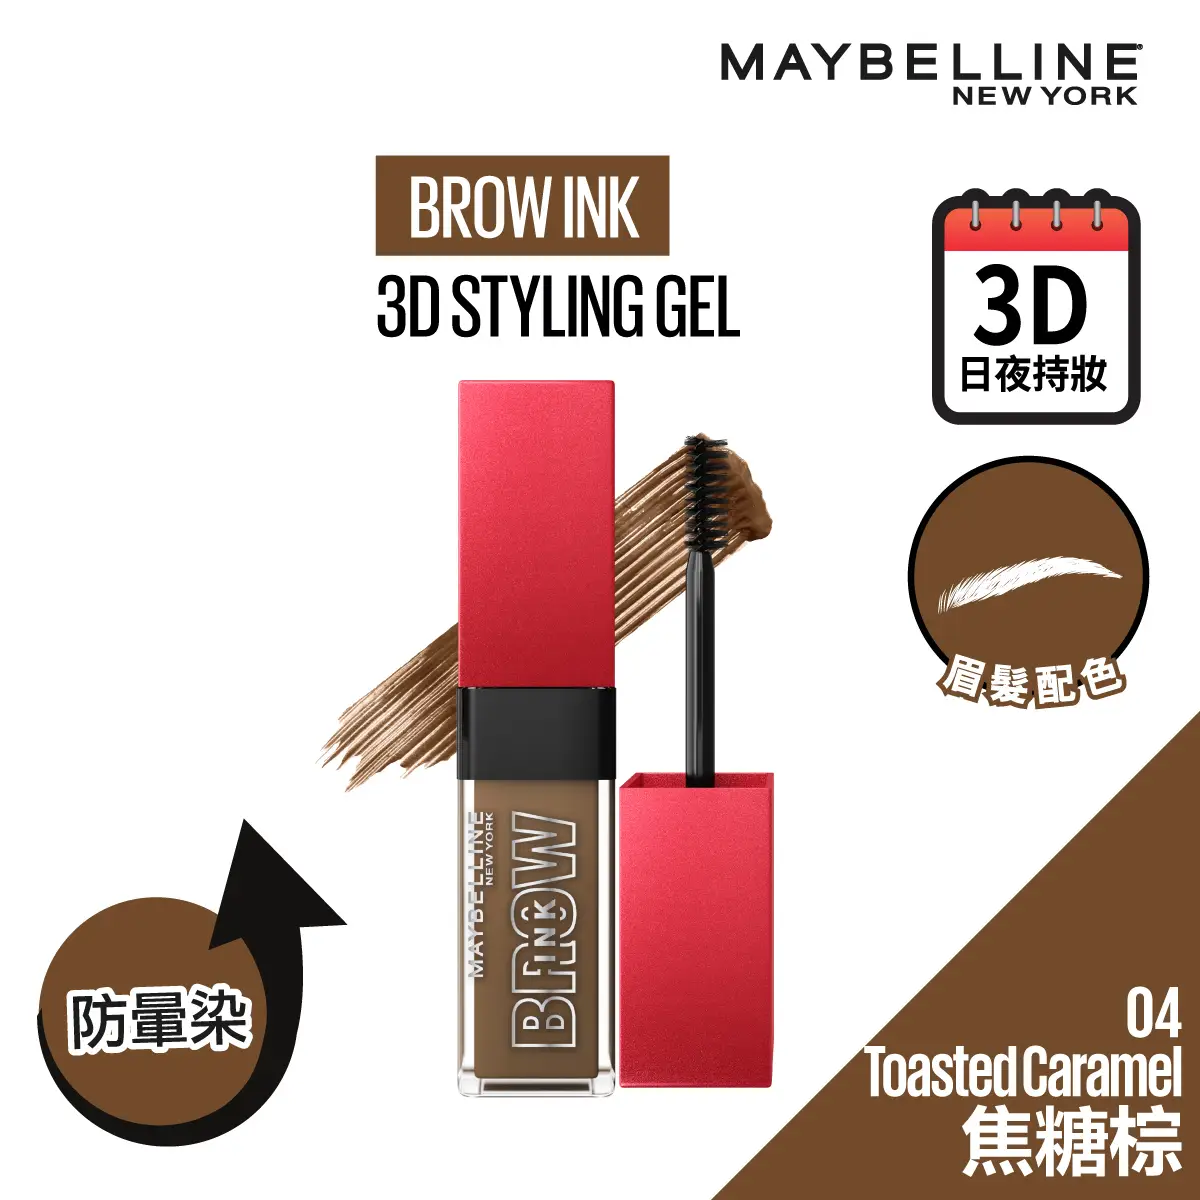 MAYBELLINE
NEW YORK
BROW INK
3D STYLING GEL
3D
日夜持妝
眉髮配色
防暈染
MAYBELLINE
NEW YORK
BROW
INK
04
Toasted Caramel
焦糖棕